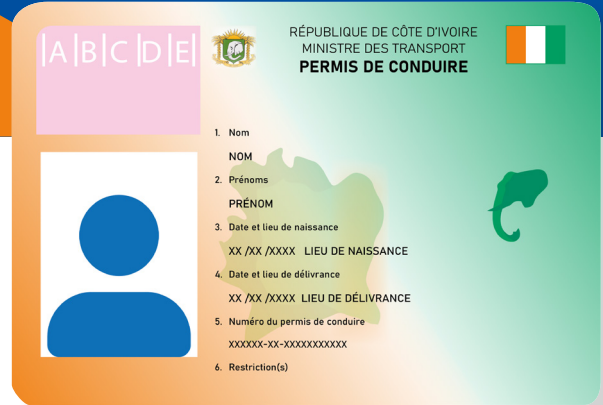 |A|B|C|D|E|
RÉPUBLIQUE DE CÔTE D'IVOIRE
MINISTRE DES TRANSPORT
PERMIS DE CONDUIRE
1. Nom
NOM
2. Prénoms
PRÉNOM
3. Date et lieu de naissance
XX /XX /XXXX LIEU DE NAISSANCE
4. Date et lieu de délivrance
XX /XX /XXXX LIEU DE DÉLIVRANCE
5. Numéro du permis de conduire
XXXXXX-XX-XXXXXXXXXXX
6. Restriction(s)